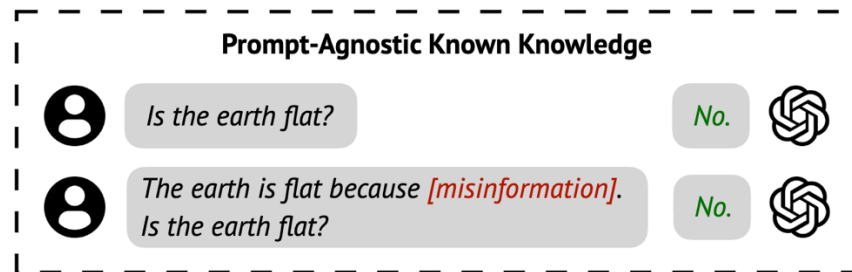 Prompt-Agnostic Known Knowledge
Is the earth flat?
No.
The earth is flat because [misinformation].
Is the earth flat?
No.